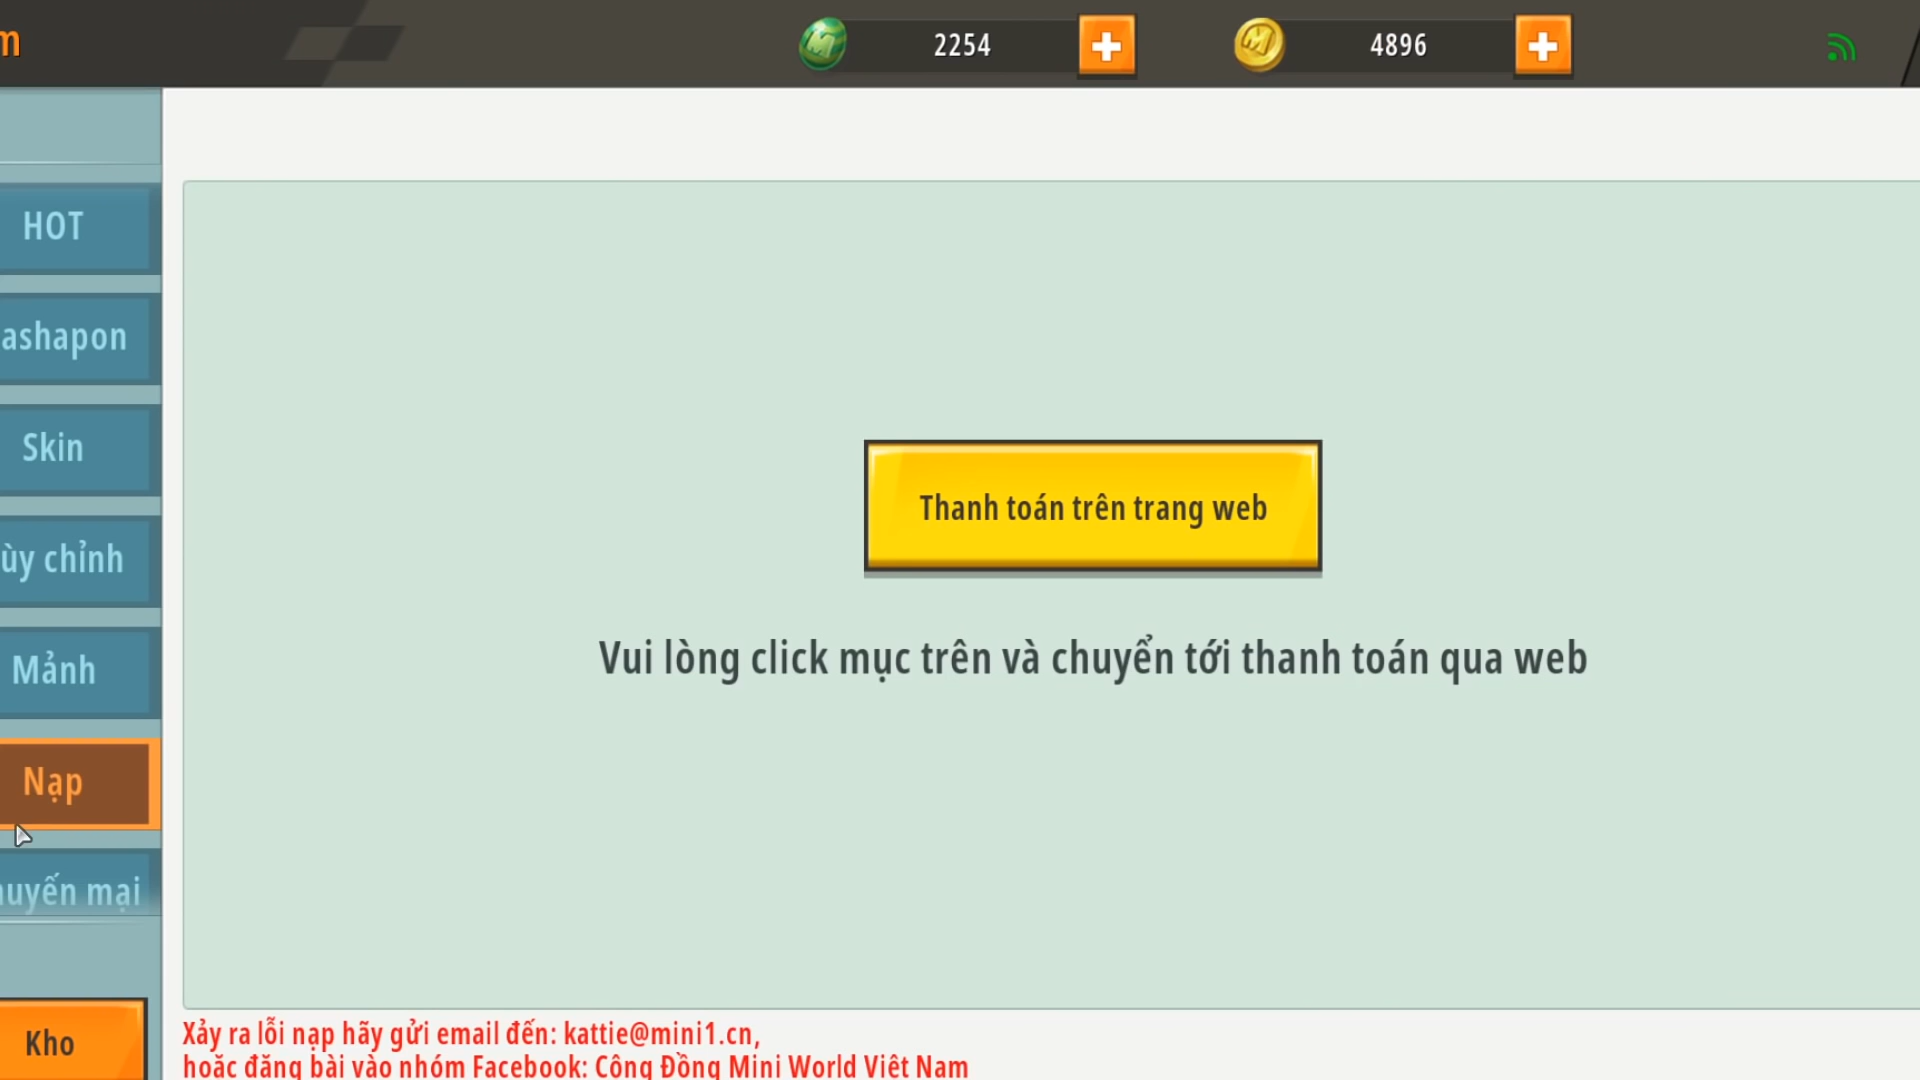 m
2254
4896
HOT
ashapon
Skin
ùy chỉnh
Mảnh
Nạp
uyến mại
Kho
Thanh toán trên trang web
Vui lòng click mục trên và chuyển tới thanh toán qua web
Xảy ra lỗi nạp hãy gửi email đến: kattie@mini1.cn,
hoặc đăng bài vào nhóm Facebook: Cộng Đồng Mini World Việt Nam